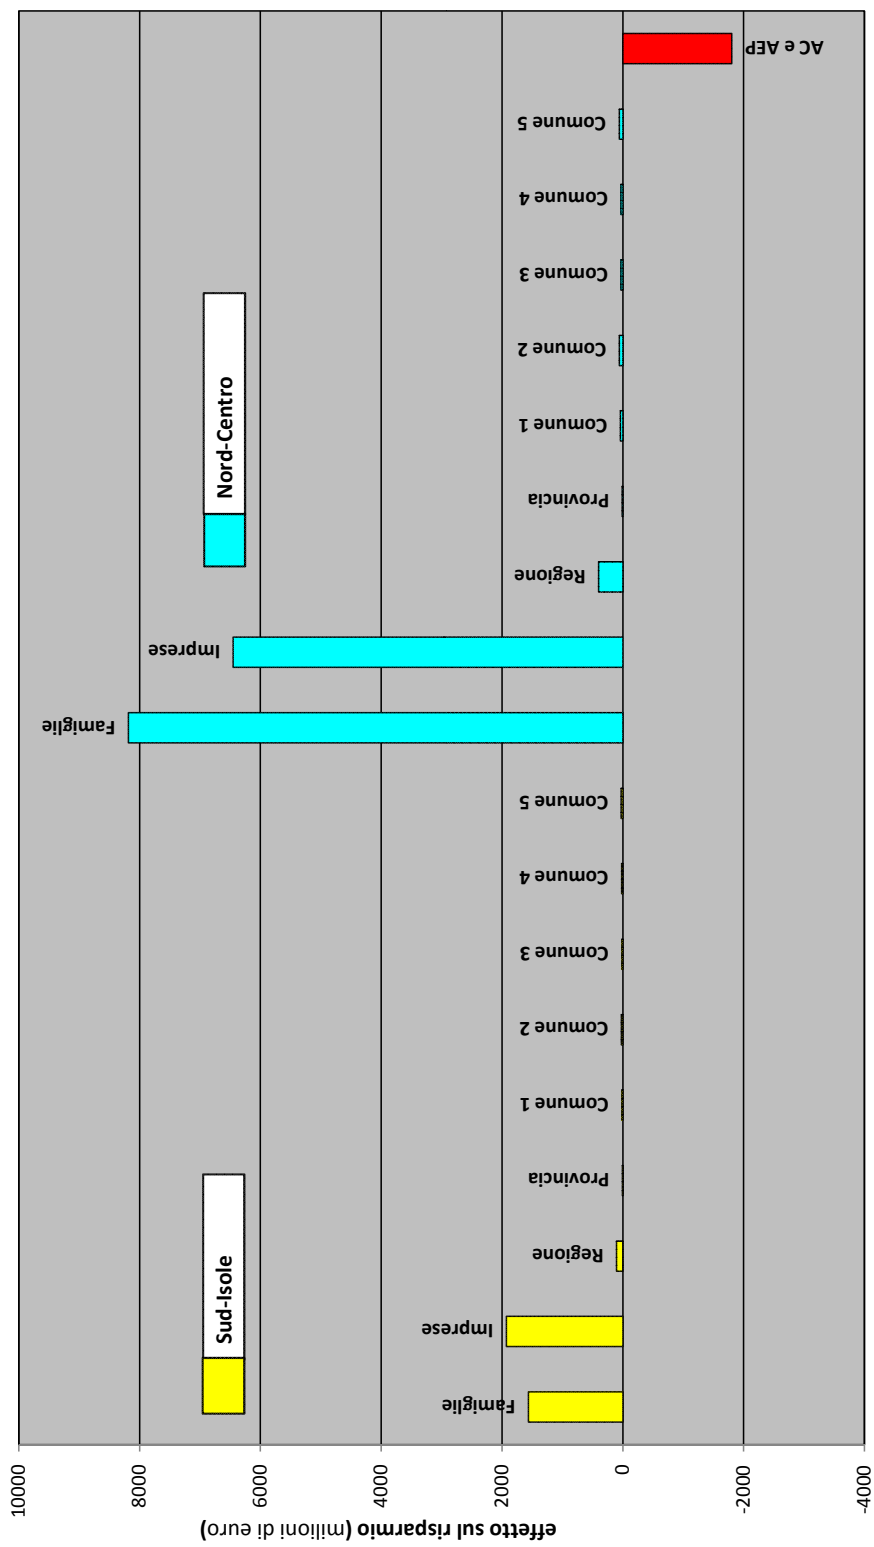 effetto sul risparmio (milioni di euro)
10000
8000
6000
4000
2000
0
-2000
-4000
Sud-Isole
Nord-Centro
Famiglie
Imprese
Regione
Provincia
Comune 1
Comune 2
Comune 3
Comune 4
Comune 5
Famiglie
Imprese
Regione
Provincia
Comune 1
Comune 2
Comune 3
Comune 4
Comune 5
AC e AEP